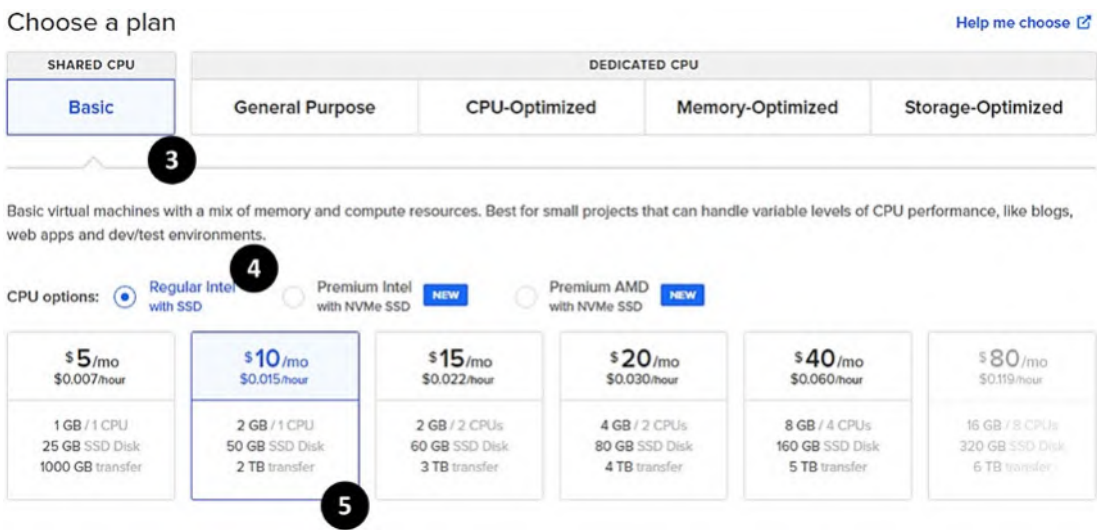 Choose a plan
Help me choose
SHARED CPU
DEDICATED CPU
Basic
General Purpose
CPU-Optimized
Memory-Optimized
Storage-Optimized
3
Basic virtual machines with a mix of memory and compute resources. Best for small projects that can handle variable levels of CPU performance, like blogs,
web apps and dev/test environments.
4
CPU options:
Regular Intel
with SSD
Premium Intel
with NVMe SSD
NEW
Premium AMD
with NVMe SSD
NEW
$5/mo
$0.007/hour
1 GB / 1 CPU
25 GB SSD Disk
1000 GB transfer
$10/mo
$0.015/hour
2 GB / 1 CPU
50 GB SSD Disk
2 TB transfer
$15/mo
$0.022/hour
2 GB / 2 CPUs
60 GB SSD Disk
3 TB transfer
$20/mo
$0.030/hour
4 GB / 2 CPUs
80 GB SSD Disk
4 TB transfer
$40/mo
$0.060/hour
8 GB / 4 CPUs
160 GB SSD Disk
5 TB transfer
$80/mo
$0.119/hour
16 GB / 8 CPUs
320 GB SSD Disk
6 TB transfer
5